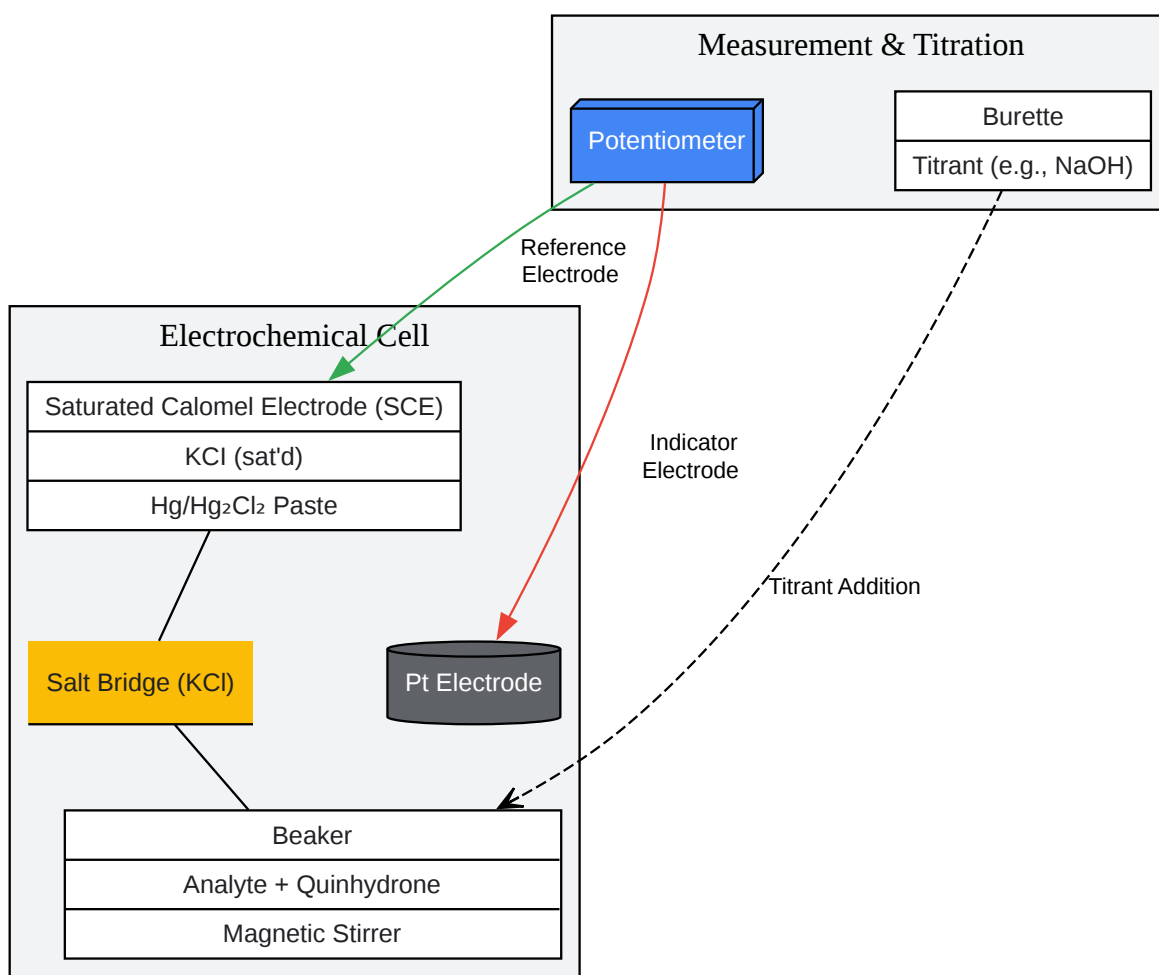 Measurement & Titration
Potentiometer
Burette
Titrant (e.g., NaOH)
Reference
Electrode
Electrochemical Cell
Saturated Calomel Electrode (SCE)
KCl (sat'd)
Hg/Hg₂Cl₂ Paste
Indicator
Electrode
Titrant Addition
Salt Bridge (KCl)
Pt Electrode
Beaker
Analyte + Quinhydrone
Magnetic Stirrer